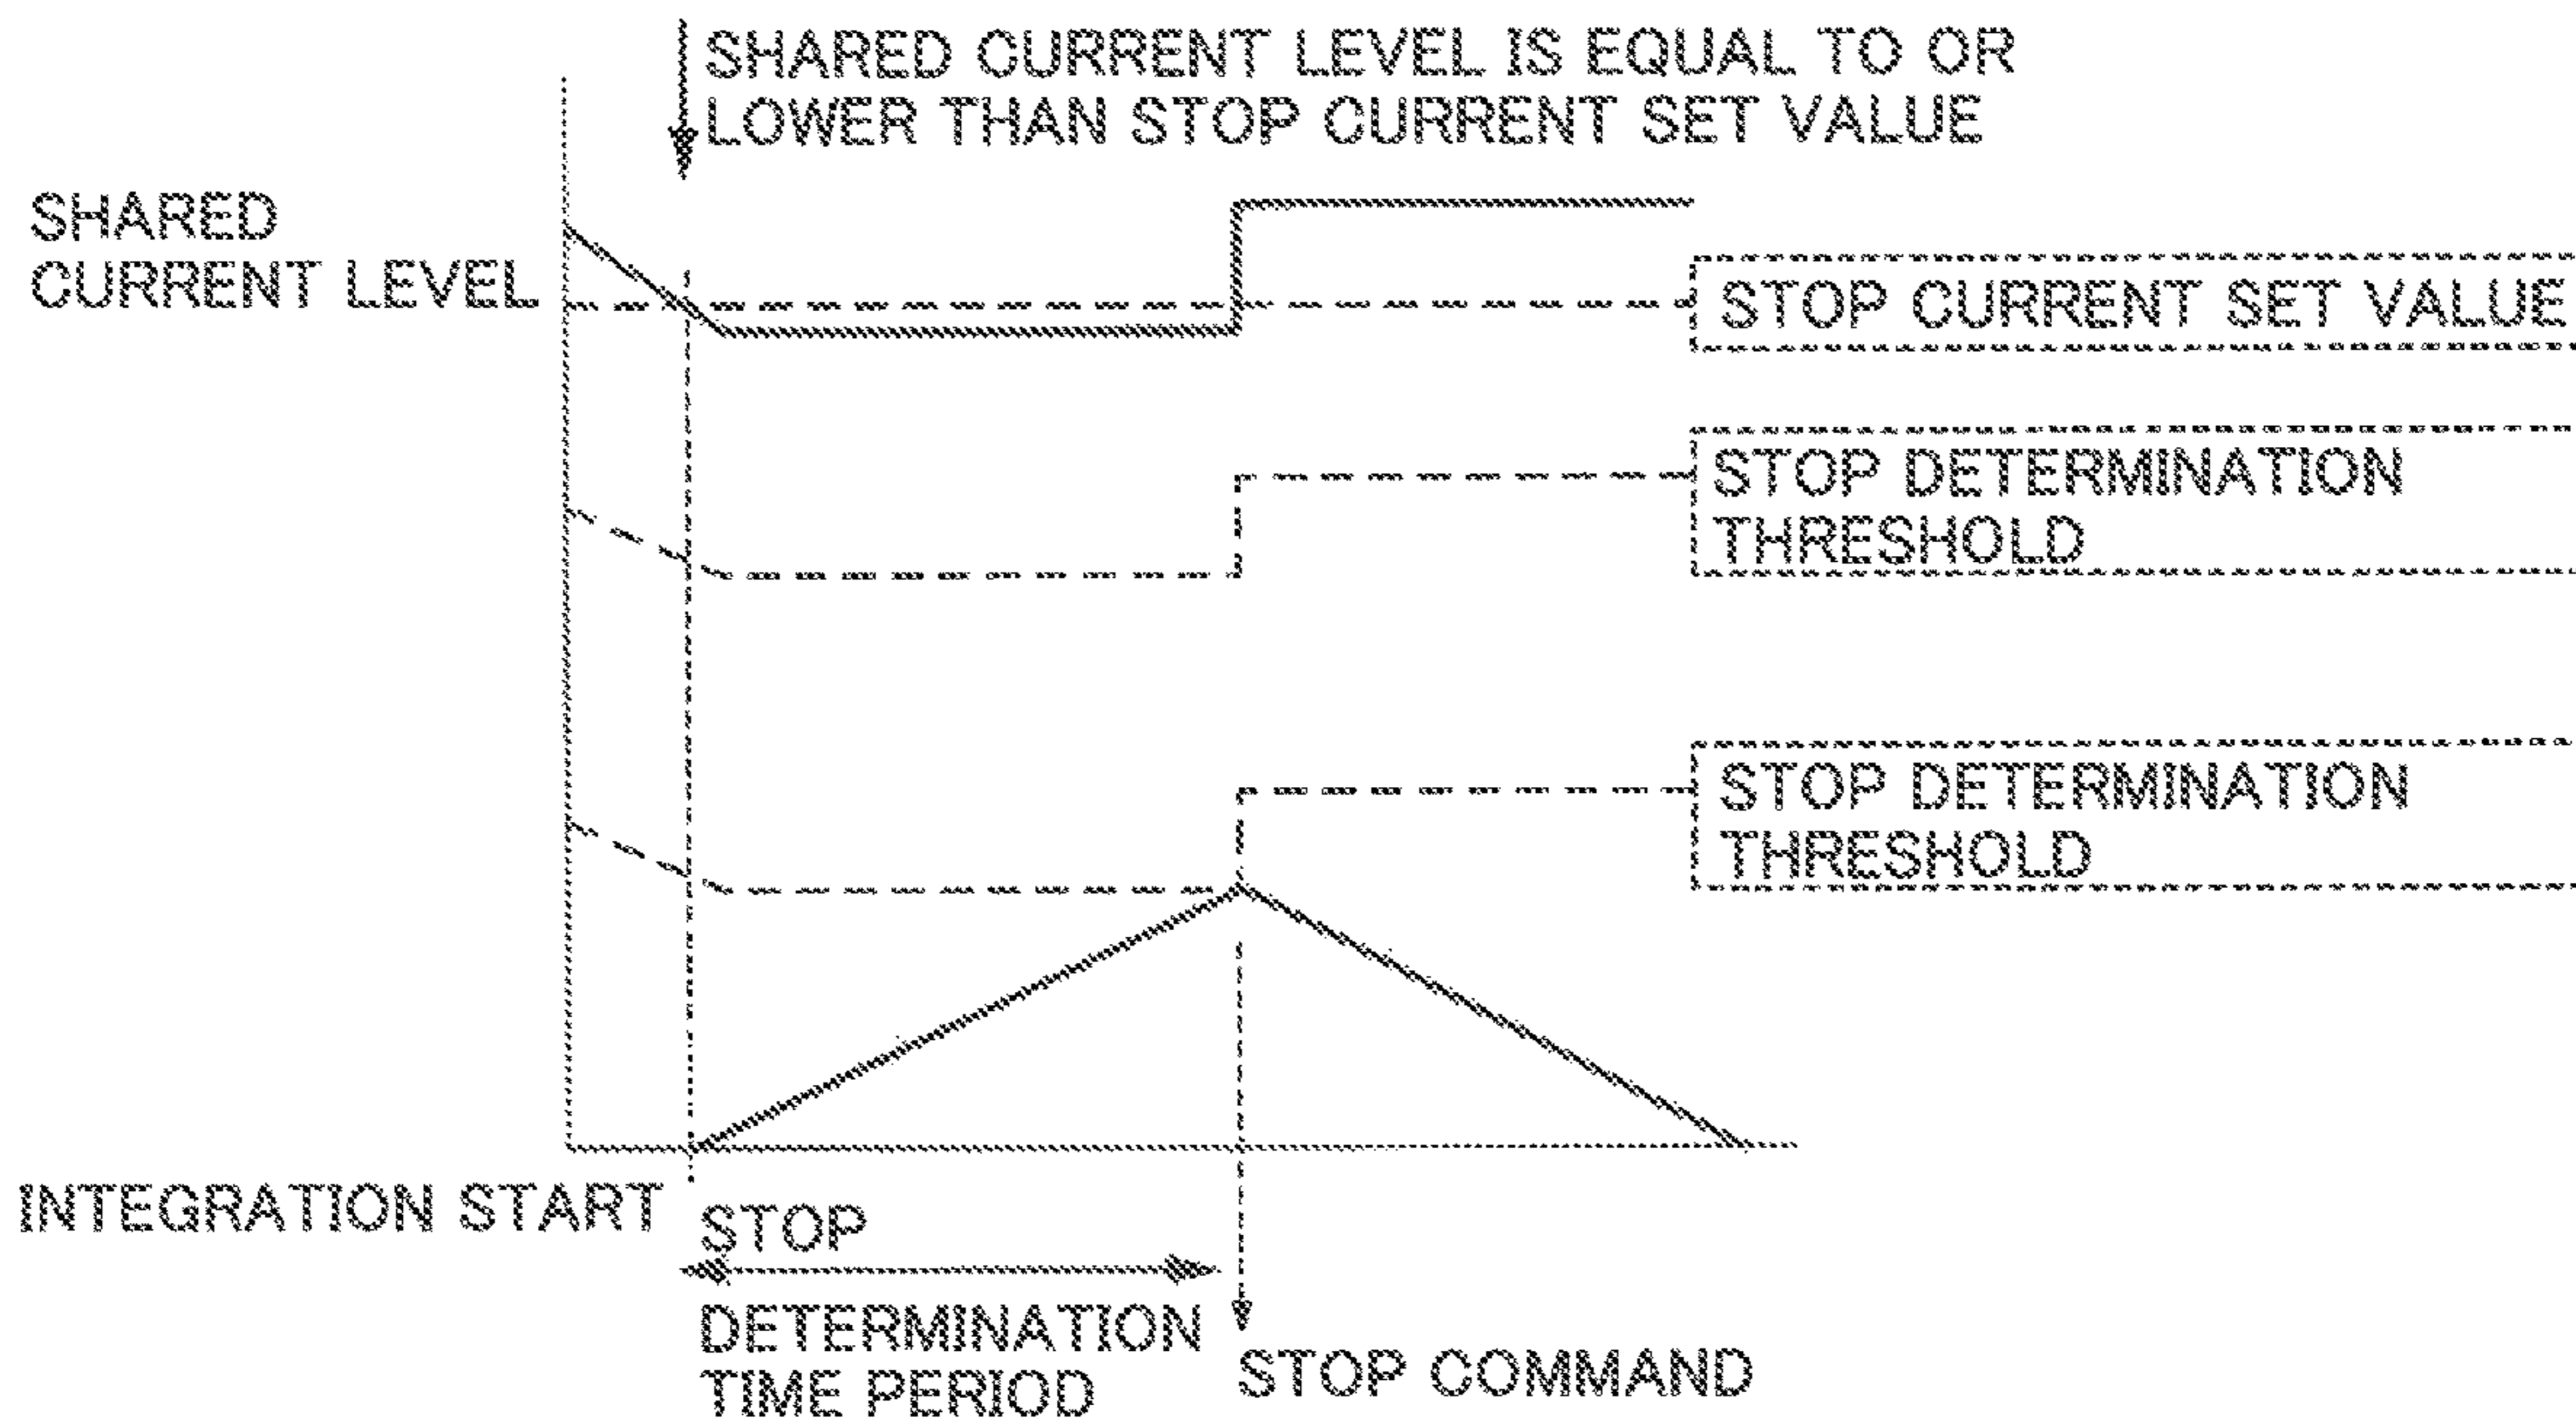 SHARED CURRENT LEVEL IS EQUAL TO OR
LOWER THAN STOP CURRENT SET VALUE
SHARED
CURRENT LEVEL
STOP CURRENT SET VALUE
STOP DETERMINATION
THRESHOLD
STOP DETERMINATION
THRESHOLD
INTEGRATION START
STOP
DETERMINATION
TIME PERIOD
STOP COMMAND